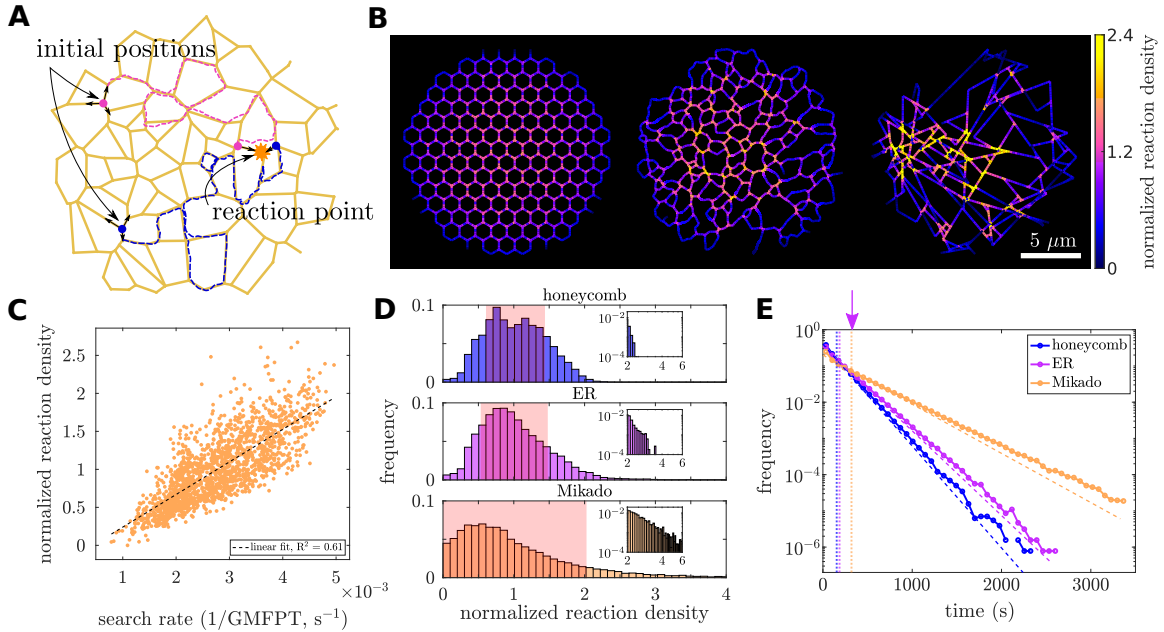 A
initial positions
reaction point
B
5 μm
2.4
1.2
0
normalized reaction density
C
normalized reaction density
2.5
2
1.5
1
0.5
0
linear fit, R² = 0.61
1
2
3
4
5
×10⁻³
search rate (1/GMFPT, s⁻¹)
D
frequency
honeycomb
0.1
0
10⁻²
10⁻⁴
2
4
6
ER
0.1
0
10⁻²
10⁻⁴
2
4
6
Mikado
0.1
0
10⁻²
10⁻⁴
2
4
6
0
1
2
3
4
normalized reaction density
E
frequency
10⁰
10⁻²
10⁻⁴
10⁻⁶
honeycomb
ER
Mikado
0
1000
2000
3000
time (s)